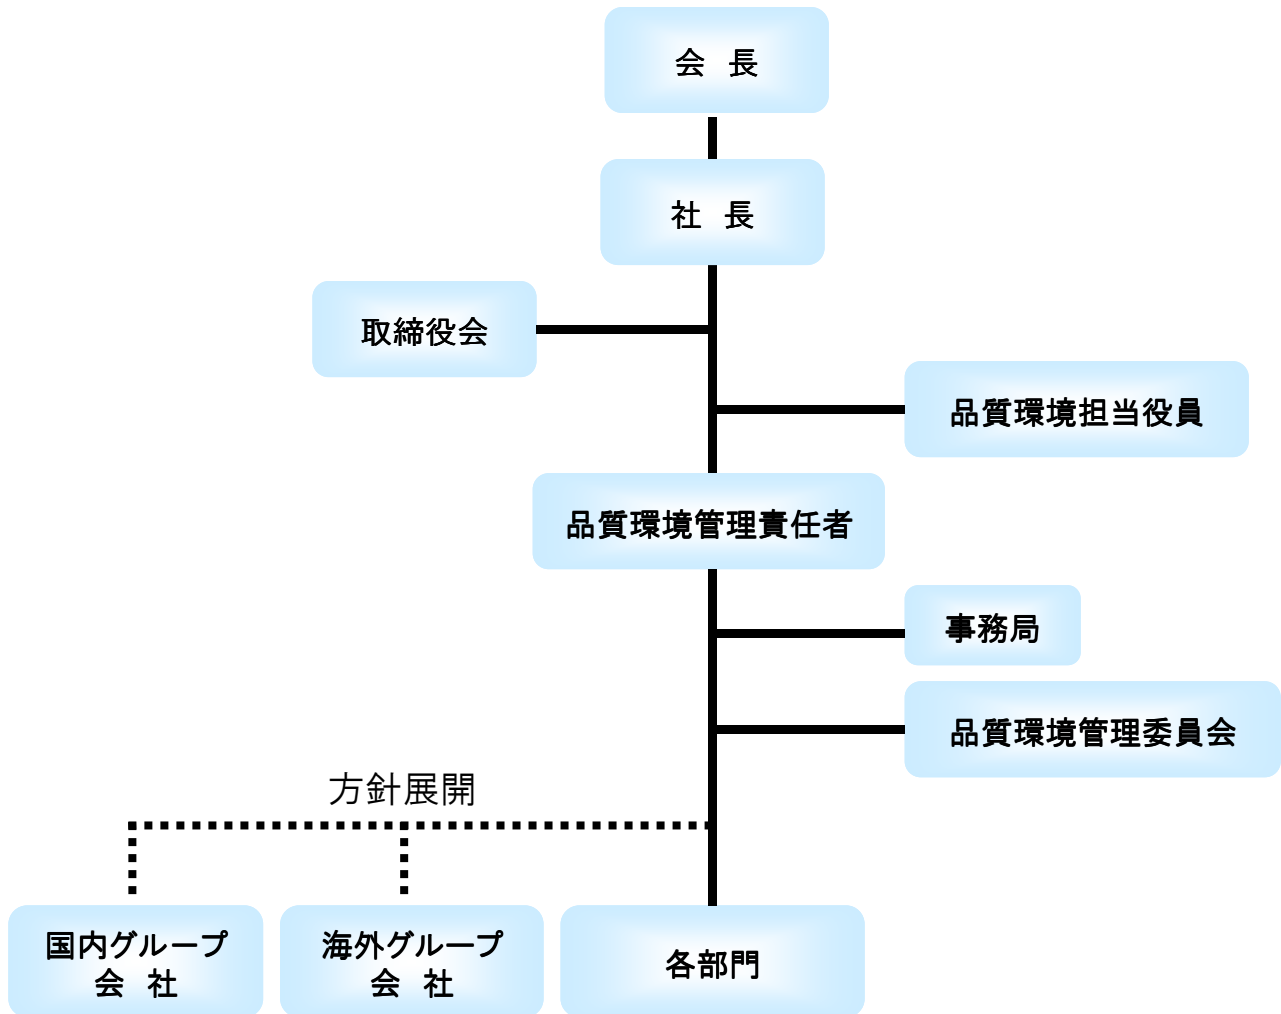 会 長
社 長
取締役会
品質環境担当役員
品質環境管理責任者
事務局
品質環境管理委員会
方針展開
国内グループ
会 社
海外グループ
会 社
各部門